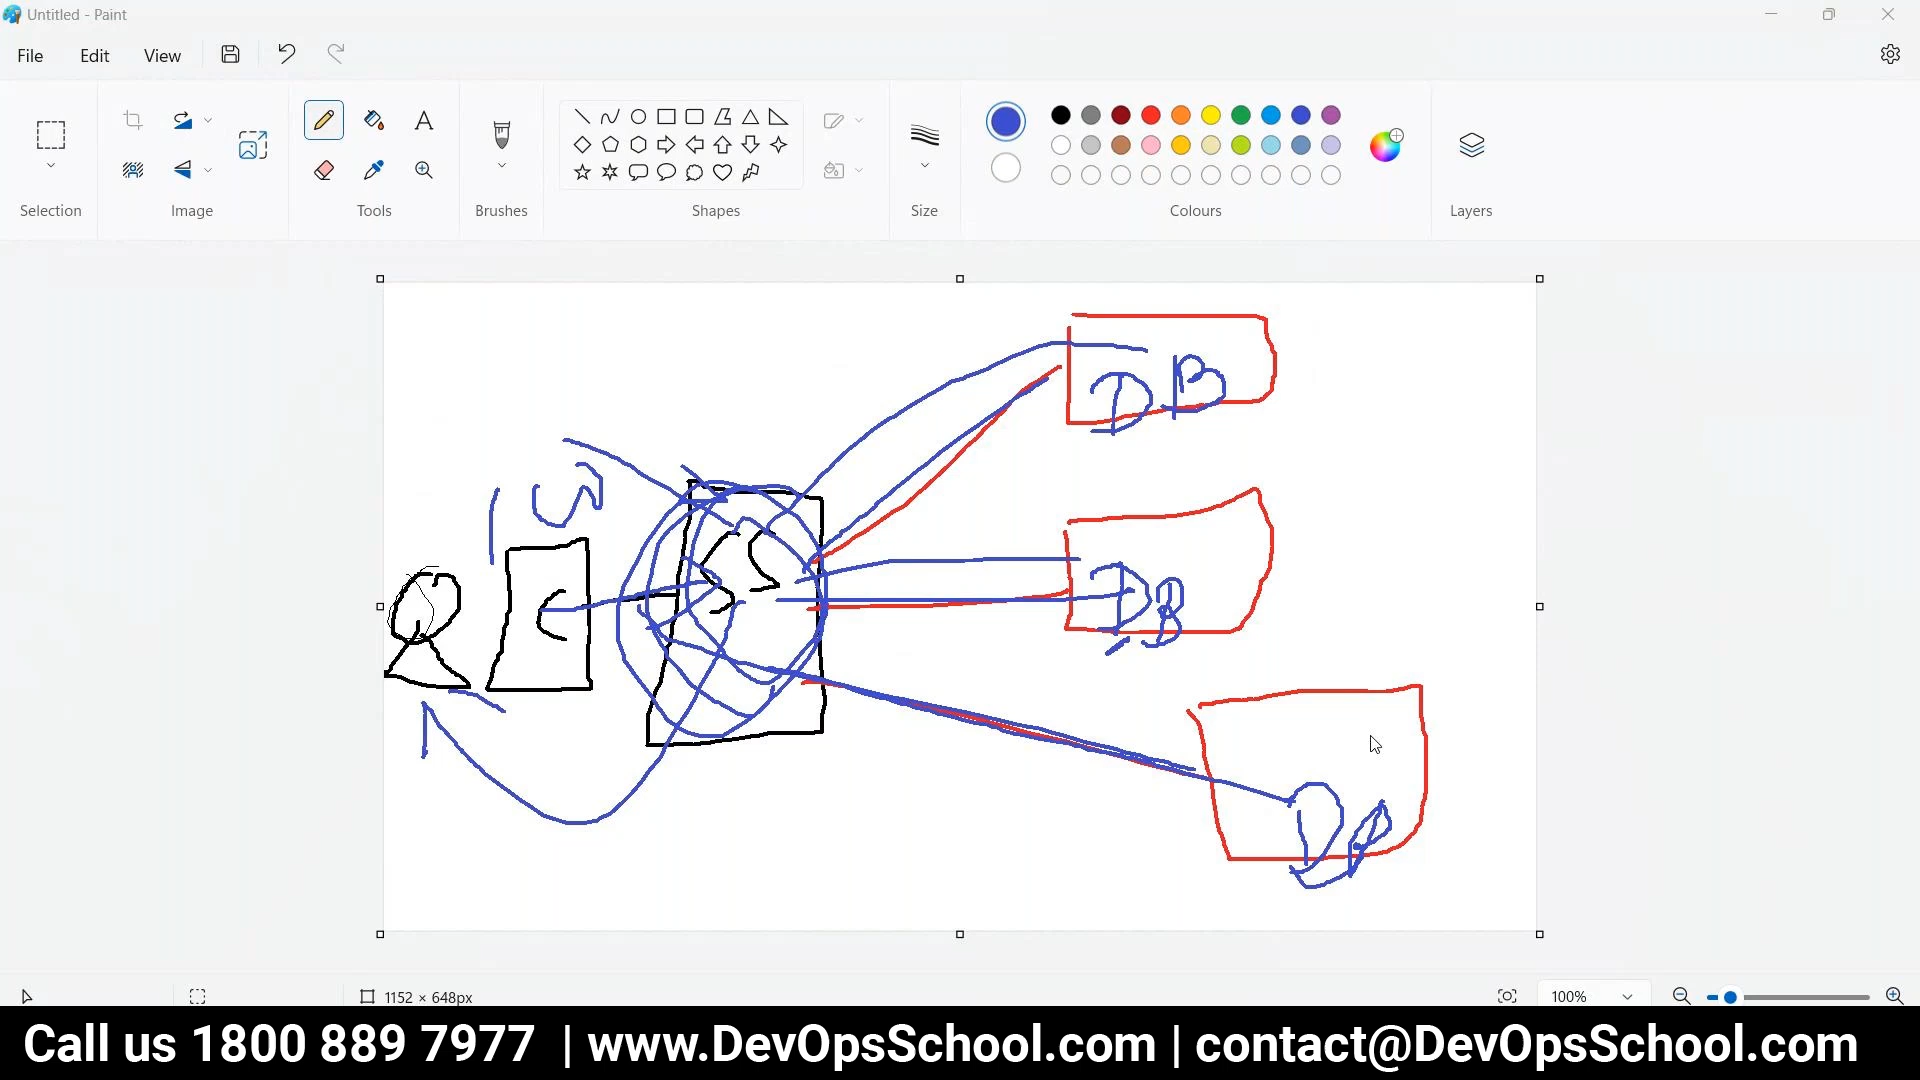 Untitled - Paint
File Edit View
Selection Image Tools Brushes Shapes Size Colours Layers
DB
DB
C
SS
1152 × 648px
100%
Call us 1800 889 7977 | www.DevOpsSchool.com | contact@DevOpsSchool.com